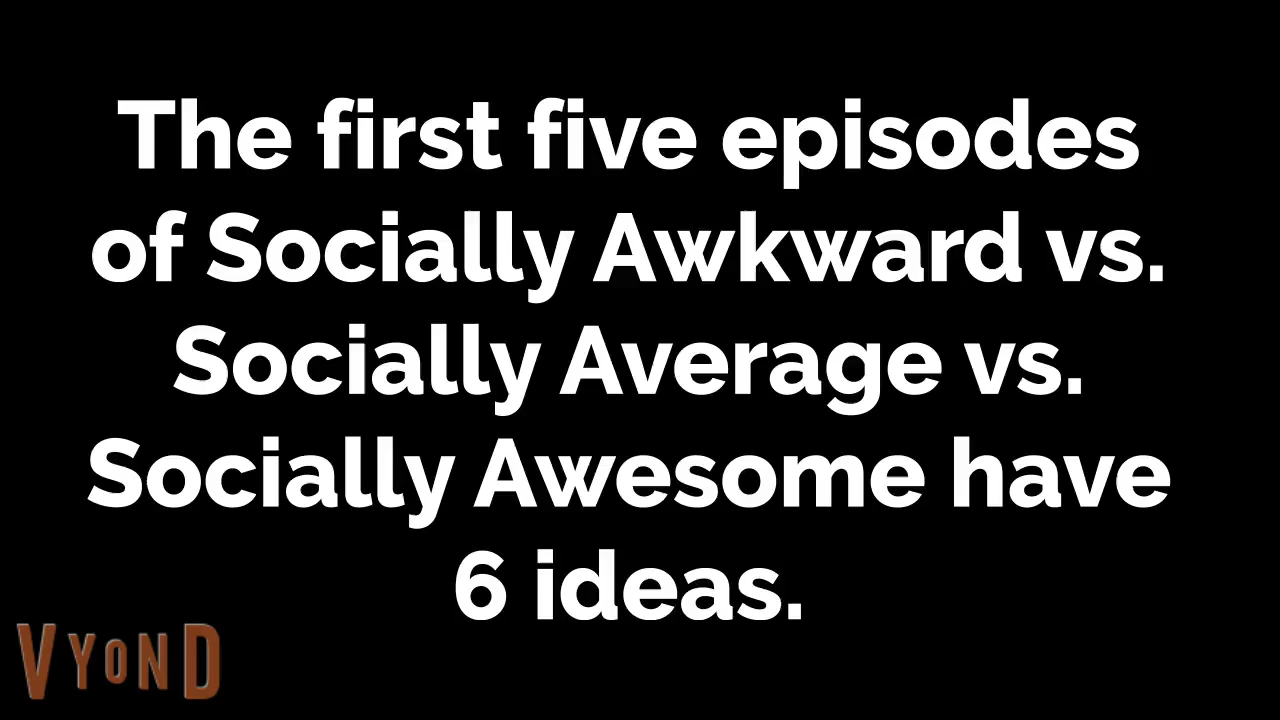 The first five episodes
of Socially Awkward vs.
Socially Average vs.
Socially Awesome have
6 ideas.
VYOND